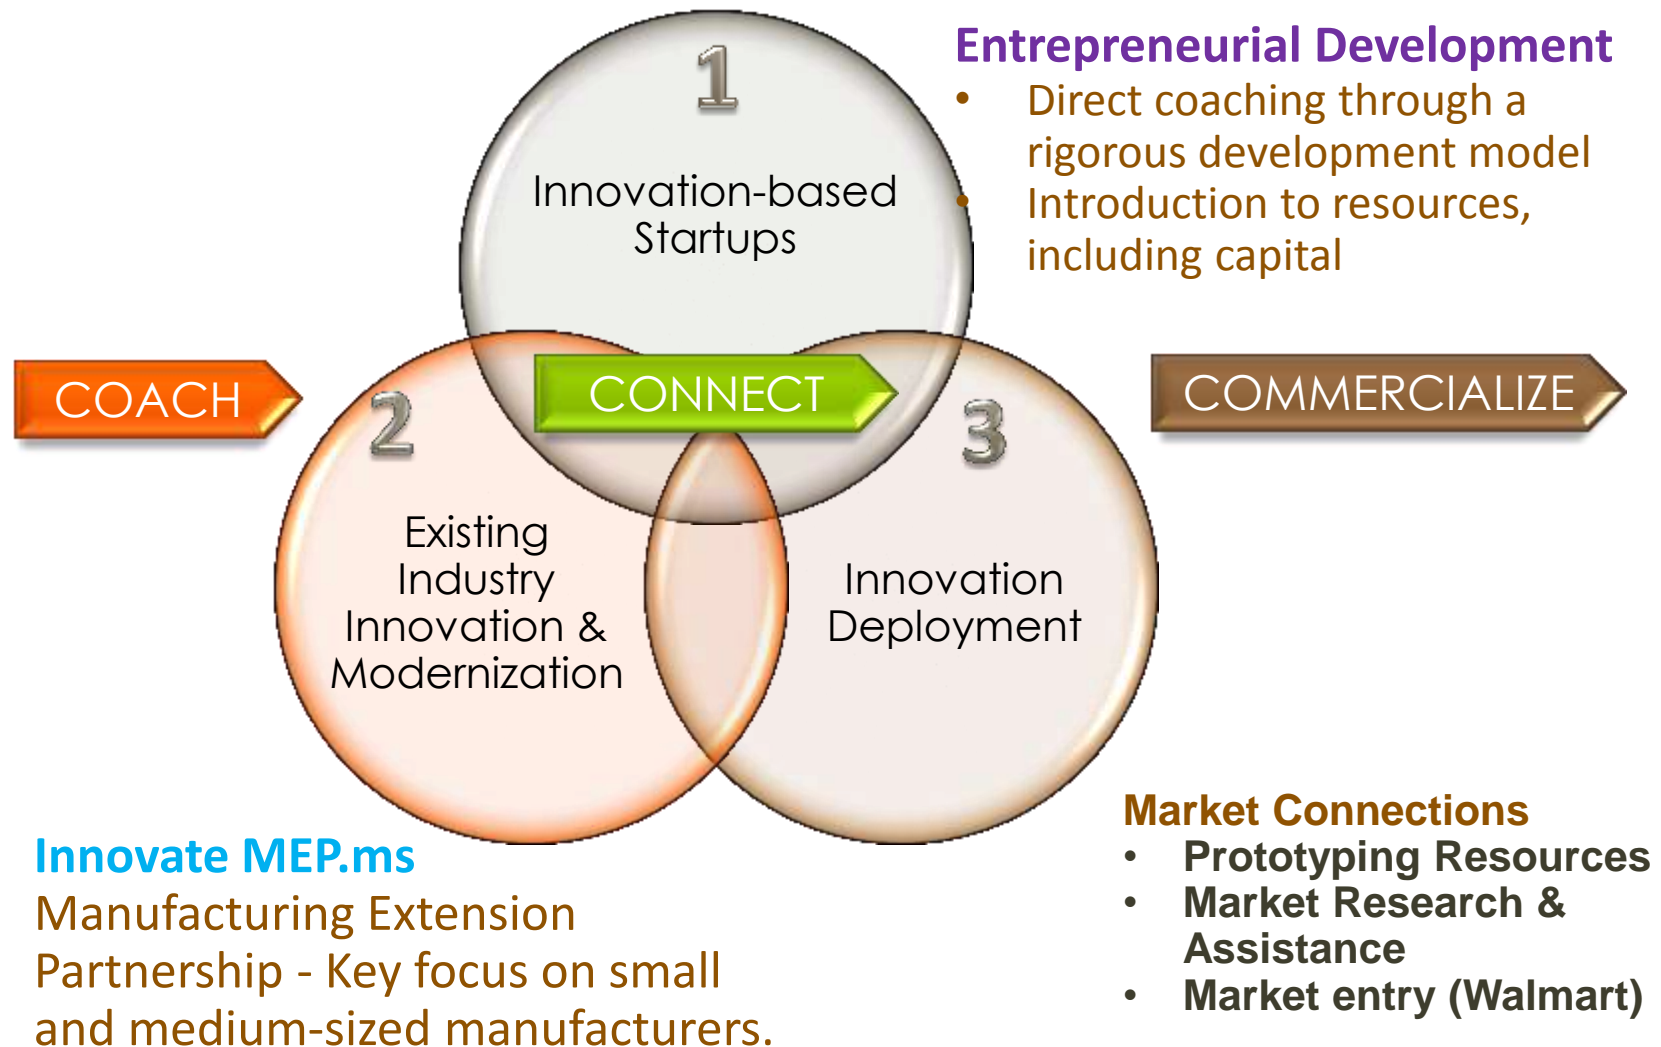 1
Innovation-based
Startups
Entrepreneurial Development
• Direct coaching through a
rigorous development model
• Introduction to resources,
including capital
COACH
CONNECT
COMMERCIALIZE
2
Existing
Industry
Innovation &
Modernization
3
Innovation
Deployment
Innovate MEP.ms
Manufacturing Extension
Partnership - Key focus on small
and medium-sized manufacturers.
Market Connections
• Prototyping Resources
• Market Research &
Assistance
• Market entry (Walmart)